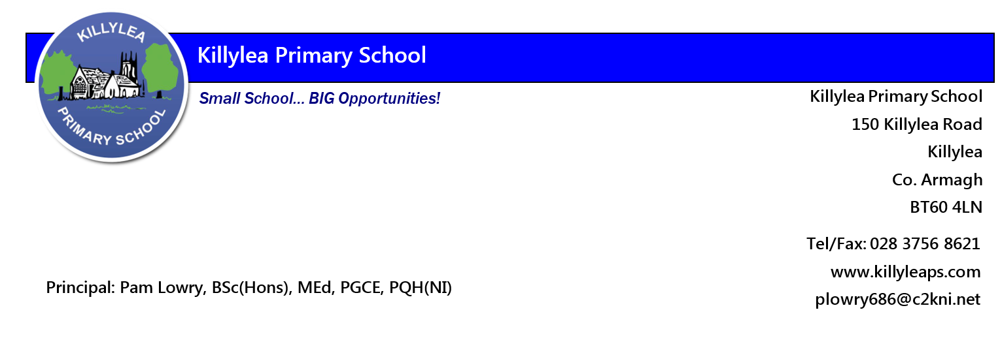 KILLYLEA
PRIMARY SCHOOL
Killylea Primary School
Small School... BIG Opportunities!
Killylea Primary School
150 Killylea Road
Killylea
Co. Armagh
BT60 4LN
Tel/Fax: 028 3756 8621
www.killyleaps.com
Principal: Pam Lowry, BSc(Hons), MEd, PGCE, PQH(NI)
plowry686@c2kni.net